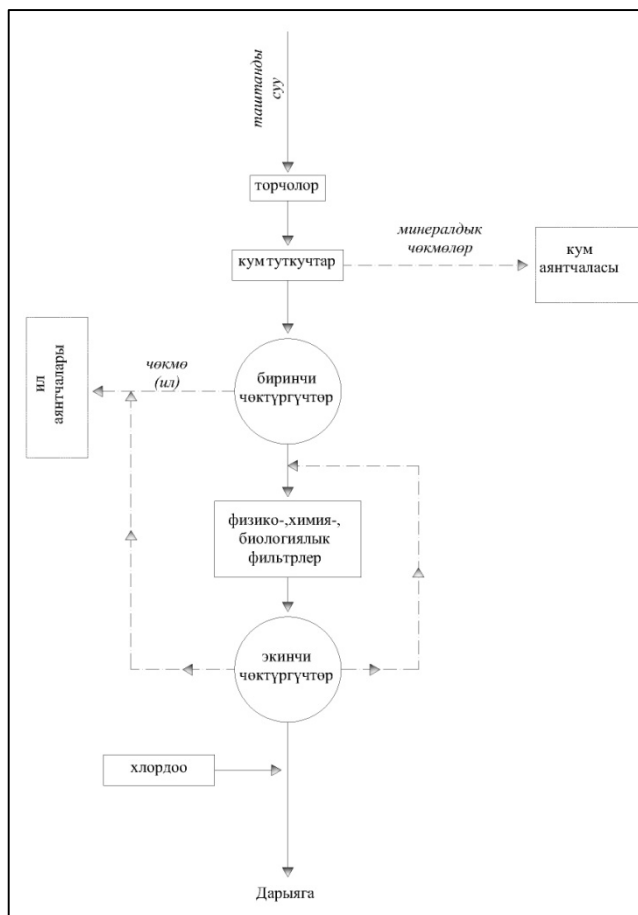 таштанды
суу
торчолор
кум туткучтар
минералдык
чөкмөлөр
кум
аянтчаласы
ил
аянтчалары
чөкмө
(ил)
биринчи
чөктүргүчтөр
физико-,химия-,
биологиялык
фильтрлер
экинчи
чөктүргүчтөр
хлордоо
Дарыяга